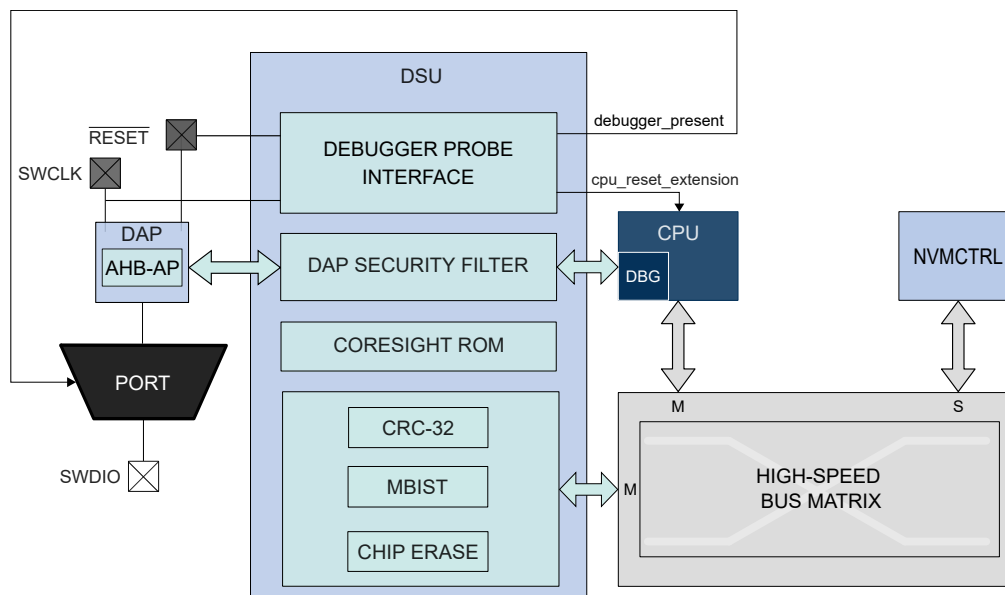 DSU
debugger_present
RESET
DEBUGGER PROBE
INTERFACE
SWCLK
cpu_reset_extension
DAP
CPU
AHB-AP
DAP SECURITY FILTER
DBG
NVMCTRL
CORESIGHT ROM
PORT
M
S
CRC-32
SWDIO
MBIST
M
HIGH-SPEED
BUS MATRIX
CHIP ERASE